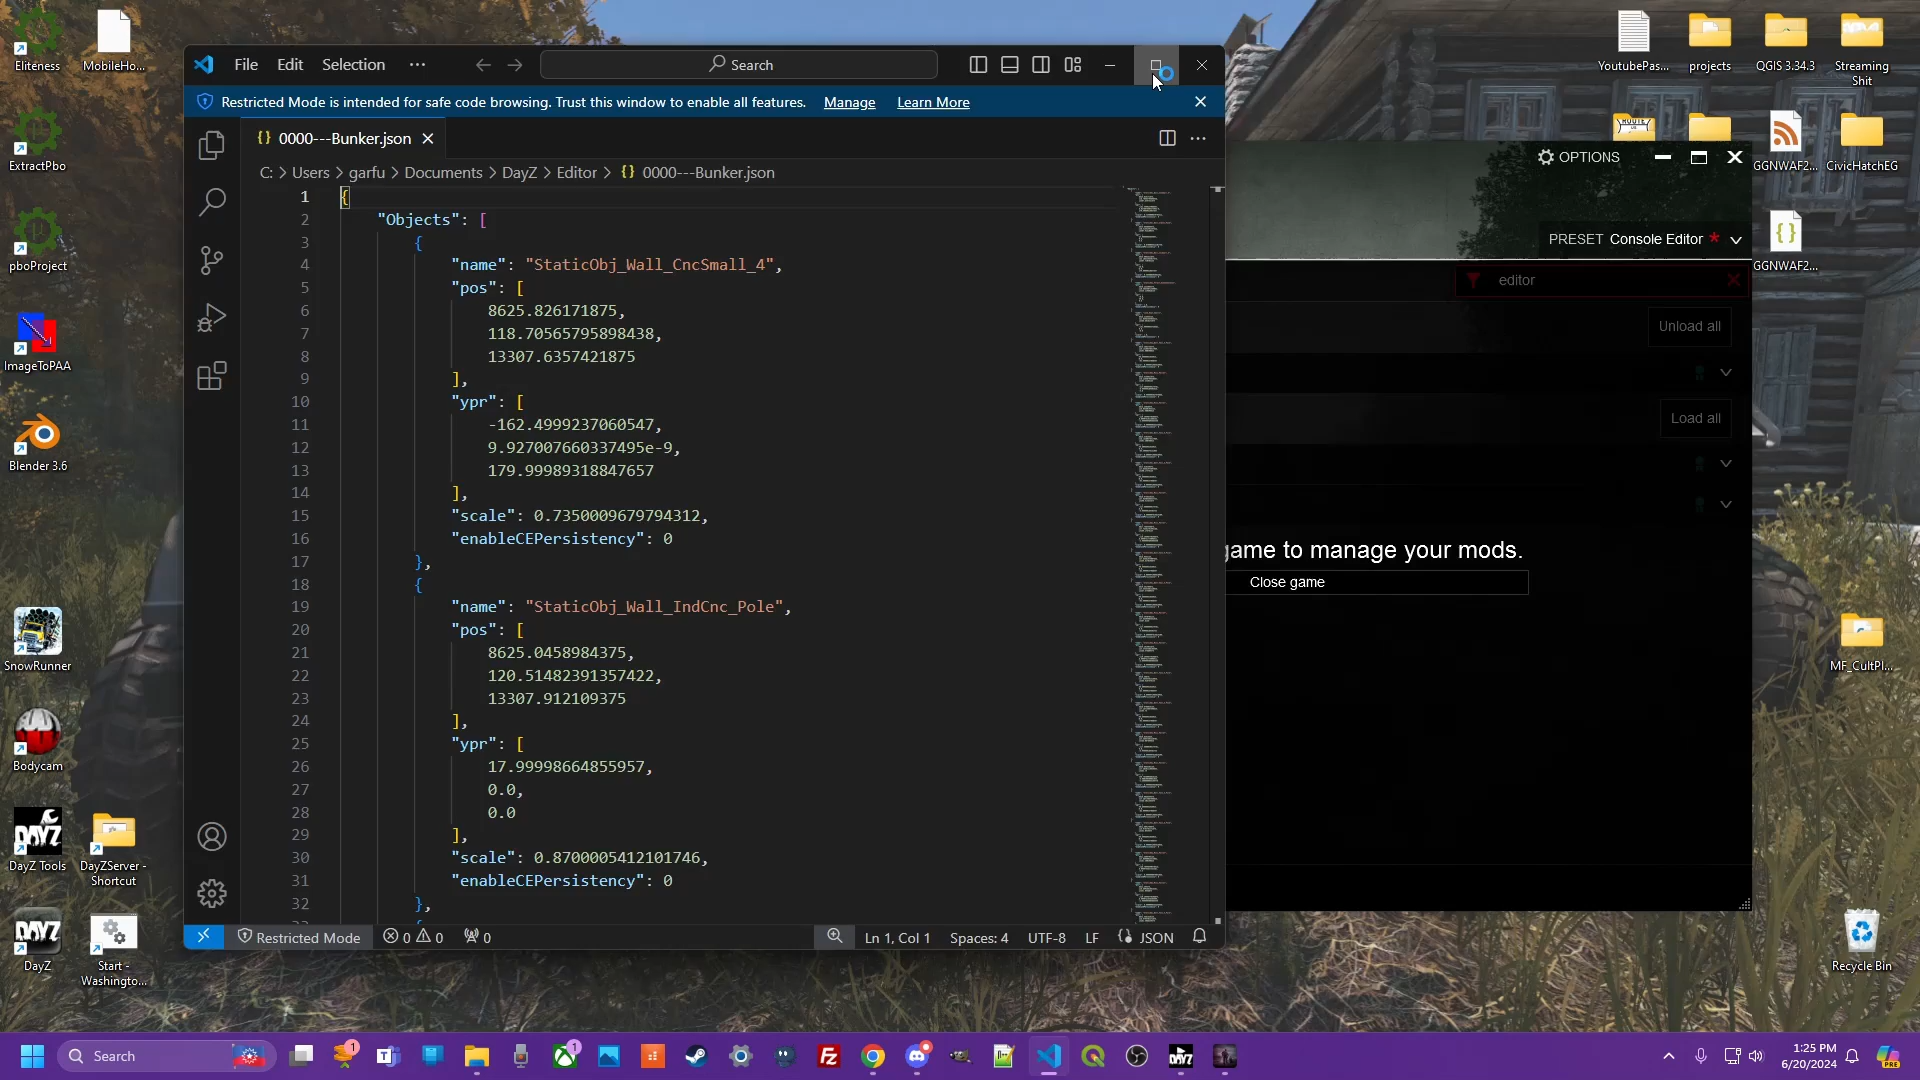 Eliteness
MobileHo...
ExtractPbo
pboProject
ImageToPAA
Blender 3.6
SnowRunner
Bodycam
DayZ Tools
DayZServer -
Shortcut
DayZ
Start -
Washingto...
File Edit Selection ...
Search
Restricted Mode is intended for safe code browsing. Trust this window to enable all features. Manage Learn More
{} 0000---Bunker.json
C: > Users > garfu > Documents > DayZ > Editor > {} 0000---Bunker.json
1 {
2 "Objects": [
3 {
4 "name": "StaticObj_Wall_CncSmall_4",
5 "pos": [
6 8625.826171875,
7 118.70565795898438,
8 13307.6357421875
9 ],
10 "ypr": [
11 -162.4999237060547,
12 9.927007660337495e-9,
13 179.99989318847657
14 ],
15 "scale": 0.7350009679794312,
16 "enableCEPersistency": 0
17 },
18 {
19 "name": "StaticObj_Wall_IndCnc_Pole",
20 "pos": [
21 8625.0458984375,
22 120.51482391357422,
23 13307.912109375
24 ],
25 "ypr": [
26 17.99998664855957,
27 0.0,
28 0.0
29 ],
30 "scale": 0.8700005412101746,
31 "enableCEPersistency": 0
32 },
Restricted Mode 0 0 0 Ln 1, Col 1 Spaces: 4 UTF-8 LF {} JSON
OPTIONS
PRESET Console Editor *
editor
Unload all
Load all
game to manage your mods.
Close game
YoutubePas...
projects
QGIS 3.34.3
Streaming
Shit
GGNWAF2...
CivicHatchEG
GGNWAF2...
MF_CultPl...
Recycle Bin
Search
1
1
1:25 PM
6/20/2024
PRE